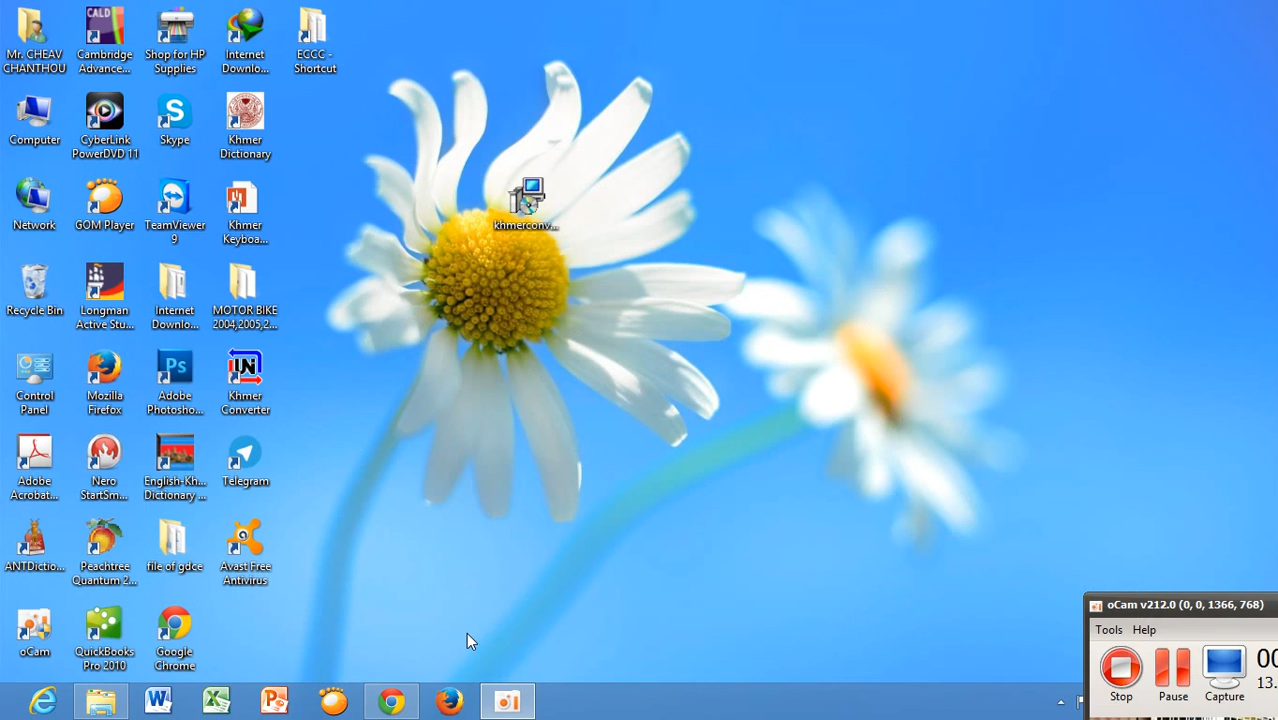 Mr. CHEAV
CHANTHOU
CALD
Cambridge
Advance...
Shop for HP
Supplies
Internet
Downlo...
ECCC -
Shortcut
Computer
CyberLink
PowerDVD 11
Skype
Khmer
Dictionary
Network
GOM Player
TeamViewer
9
Khmer
Keyboa...
khmerconv...
Recycle Bin
Longman
Active Stu...
Internet
Downlo...
MOTOR BIKE
2004,2005,2...
Control
Panel
Mozilla
Firefox
Ps
Adobe
Photosho...
Khmer
Converter
Adobe
Acrobat...
Nero
StartSm...
English-Kh...
Dictionary ...
Telegram
ANTDictio...
Peachtree
Quantum 2...
file of gdce
Avast Free
Antivirus
oCam
QuickBooks
Pro 2010
Google
Chrome
oCam v212.0 (0, 0, 1366, 768)
Tools Help
00
13.
Stop Pause Capture